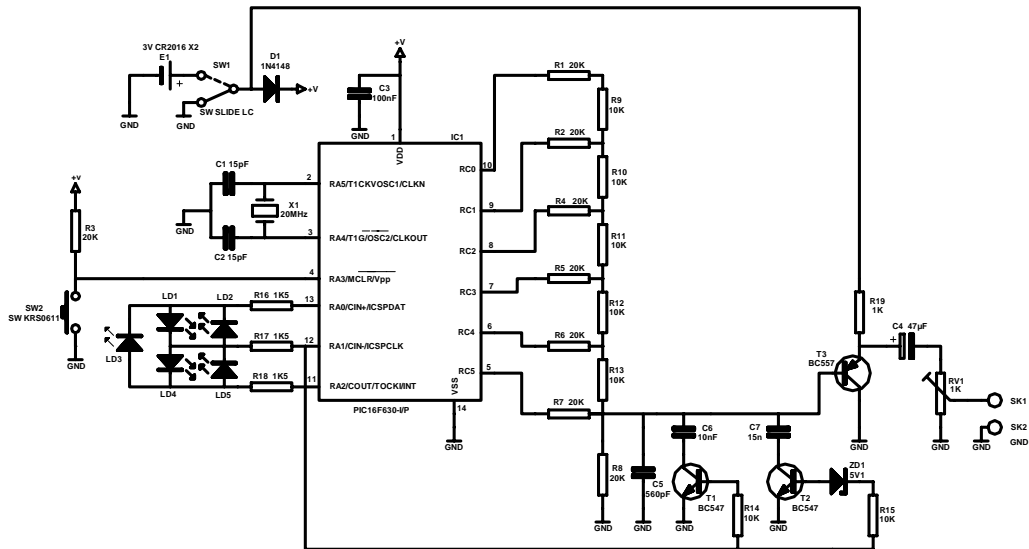 3V CR2016 X2
E1
+
SW1
SW SLIDE LC
GND
GND
D1
1N4148
+V
+V
C3
100nF
GND
1
VDD
IC1
C1 15pF
X1
20MHz
C2 15pF
GND
2
RA5/T1CKI/OSC1/CLKN
3
RA4/T1G/OSC2/CLKOUT
4
RA3/MCLR/Vpp
13
RA0/CIN+/ICSPDAT
12
RA1/CIN-/ICSPCLK
11
RA2/COUT/TOCKI/INT
RC0
10
RC1
9
RC2
8
RC3
7
RC4
6
RC5
5
VSS
14
GND
PIC16F630-I/P
+V
R3
20K
SW2
SW KRS0611
GND
LD1
LD2
LD3
LD4
LD5
R16 1K5
R17 1K5
R18 1K5
R1 20K
R2 20K
R4 20K
R5 20K
R6 20K
R7 20K
R9
10K
R10
10K
R11
10K
R12
10K
R13
10K
R8
20K
GND
C5
560pF
GND
C6
10nF
T1
BC547
GND
R14
10K
C7
15n
T2
BC547
GND
ZD1
5V1
R15
10K
R19
1K
T3
BC557
GND
C4 47µF
+
RV1
1K
GND
SK1
SK2
GND
GND